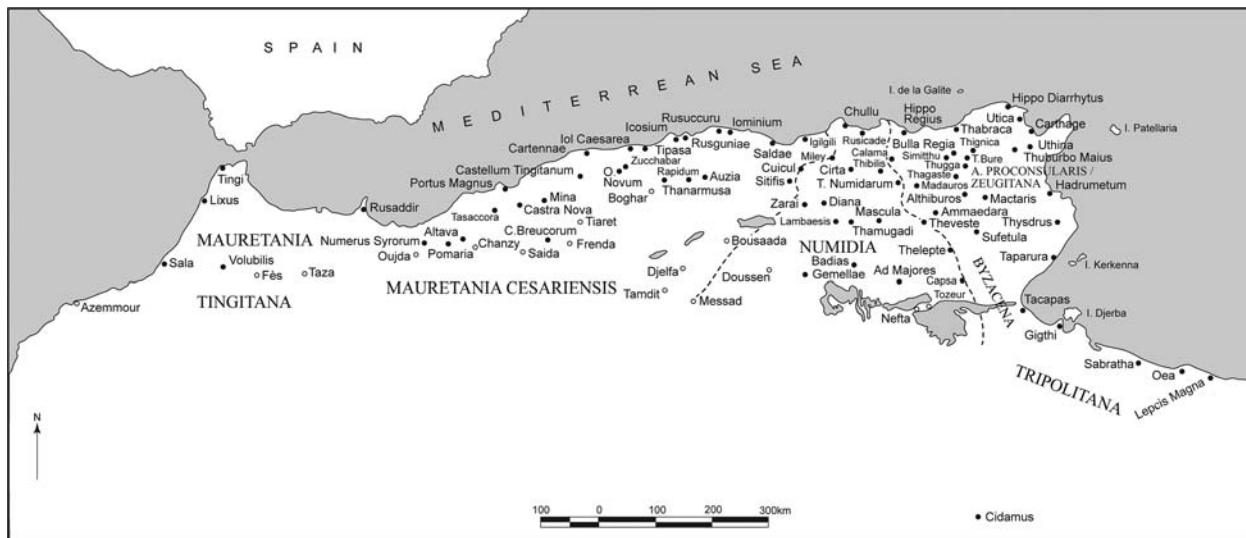 SPAIN
MEDITERREAN SEA
I. de la Galite
Hippo Diarrhytus
Chullu
Hippo
Regius
Utica
Carthage
I. Patellaria
Rusuccuru
Iominium
Icosium
Rusguniae
Iol Caesarea
Tipasa
Cartennae
Zucchabar
Saldae
Igilgili
Rusicade
Bulla Regia
Thabraca
Thignica
Uthina
Miley
Calama
Simitthu
T.Bure
Thuburbo Maius
Castellum Tingitanum
O.
Novum
Rapidum
Auzia
Cuicul
Cirta
Thibilis
Thugga
A. PROCONSULARIS /
ZEUGITANA
Tingi
Portus Magnus
Boghar
Thanarmusa
Sitifis
T. Numidarum
Thagaste
Madauros
Hadrumetum
Lixus
Rusaddir
Mina
Castra Nova
Tasaccora
Zarai
Diana
Althiburos
Mactaris
Tiaret
Lambaesis
Mascula
Thamugadi
Ammaedara
Theveste
Thysdrus
MAURETANIA
Numerus Syrorum
Altava
C.Breucorum
Chanzy
Frenda
Bousaada
NUMIDIA
Sufetula
Thelepte
Volubilis
Oujda
Pomaria
Saida
Sala
Fès
Taza
Djelfa
Doussen
Badias
Gemellae
Ad Majores
Taparura
I. Kerkenna
TINGITANA
MAURETANIA CESARIENSIS
Tamdit
Messad
Capsa
Tozeur
Nefta
BYZACENA
Tacapas
I. Djerba
Azemmour
Gigthi
Sabratha
TRIPOLITANA
Oea
Lepcis Magna
N
100 0 100 200 300km
Cidamus